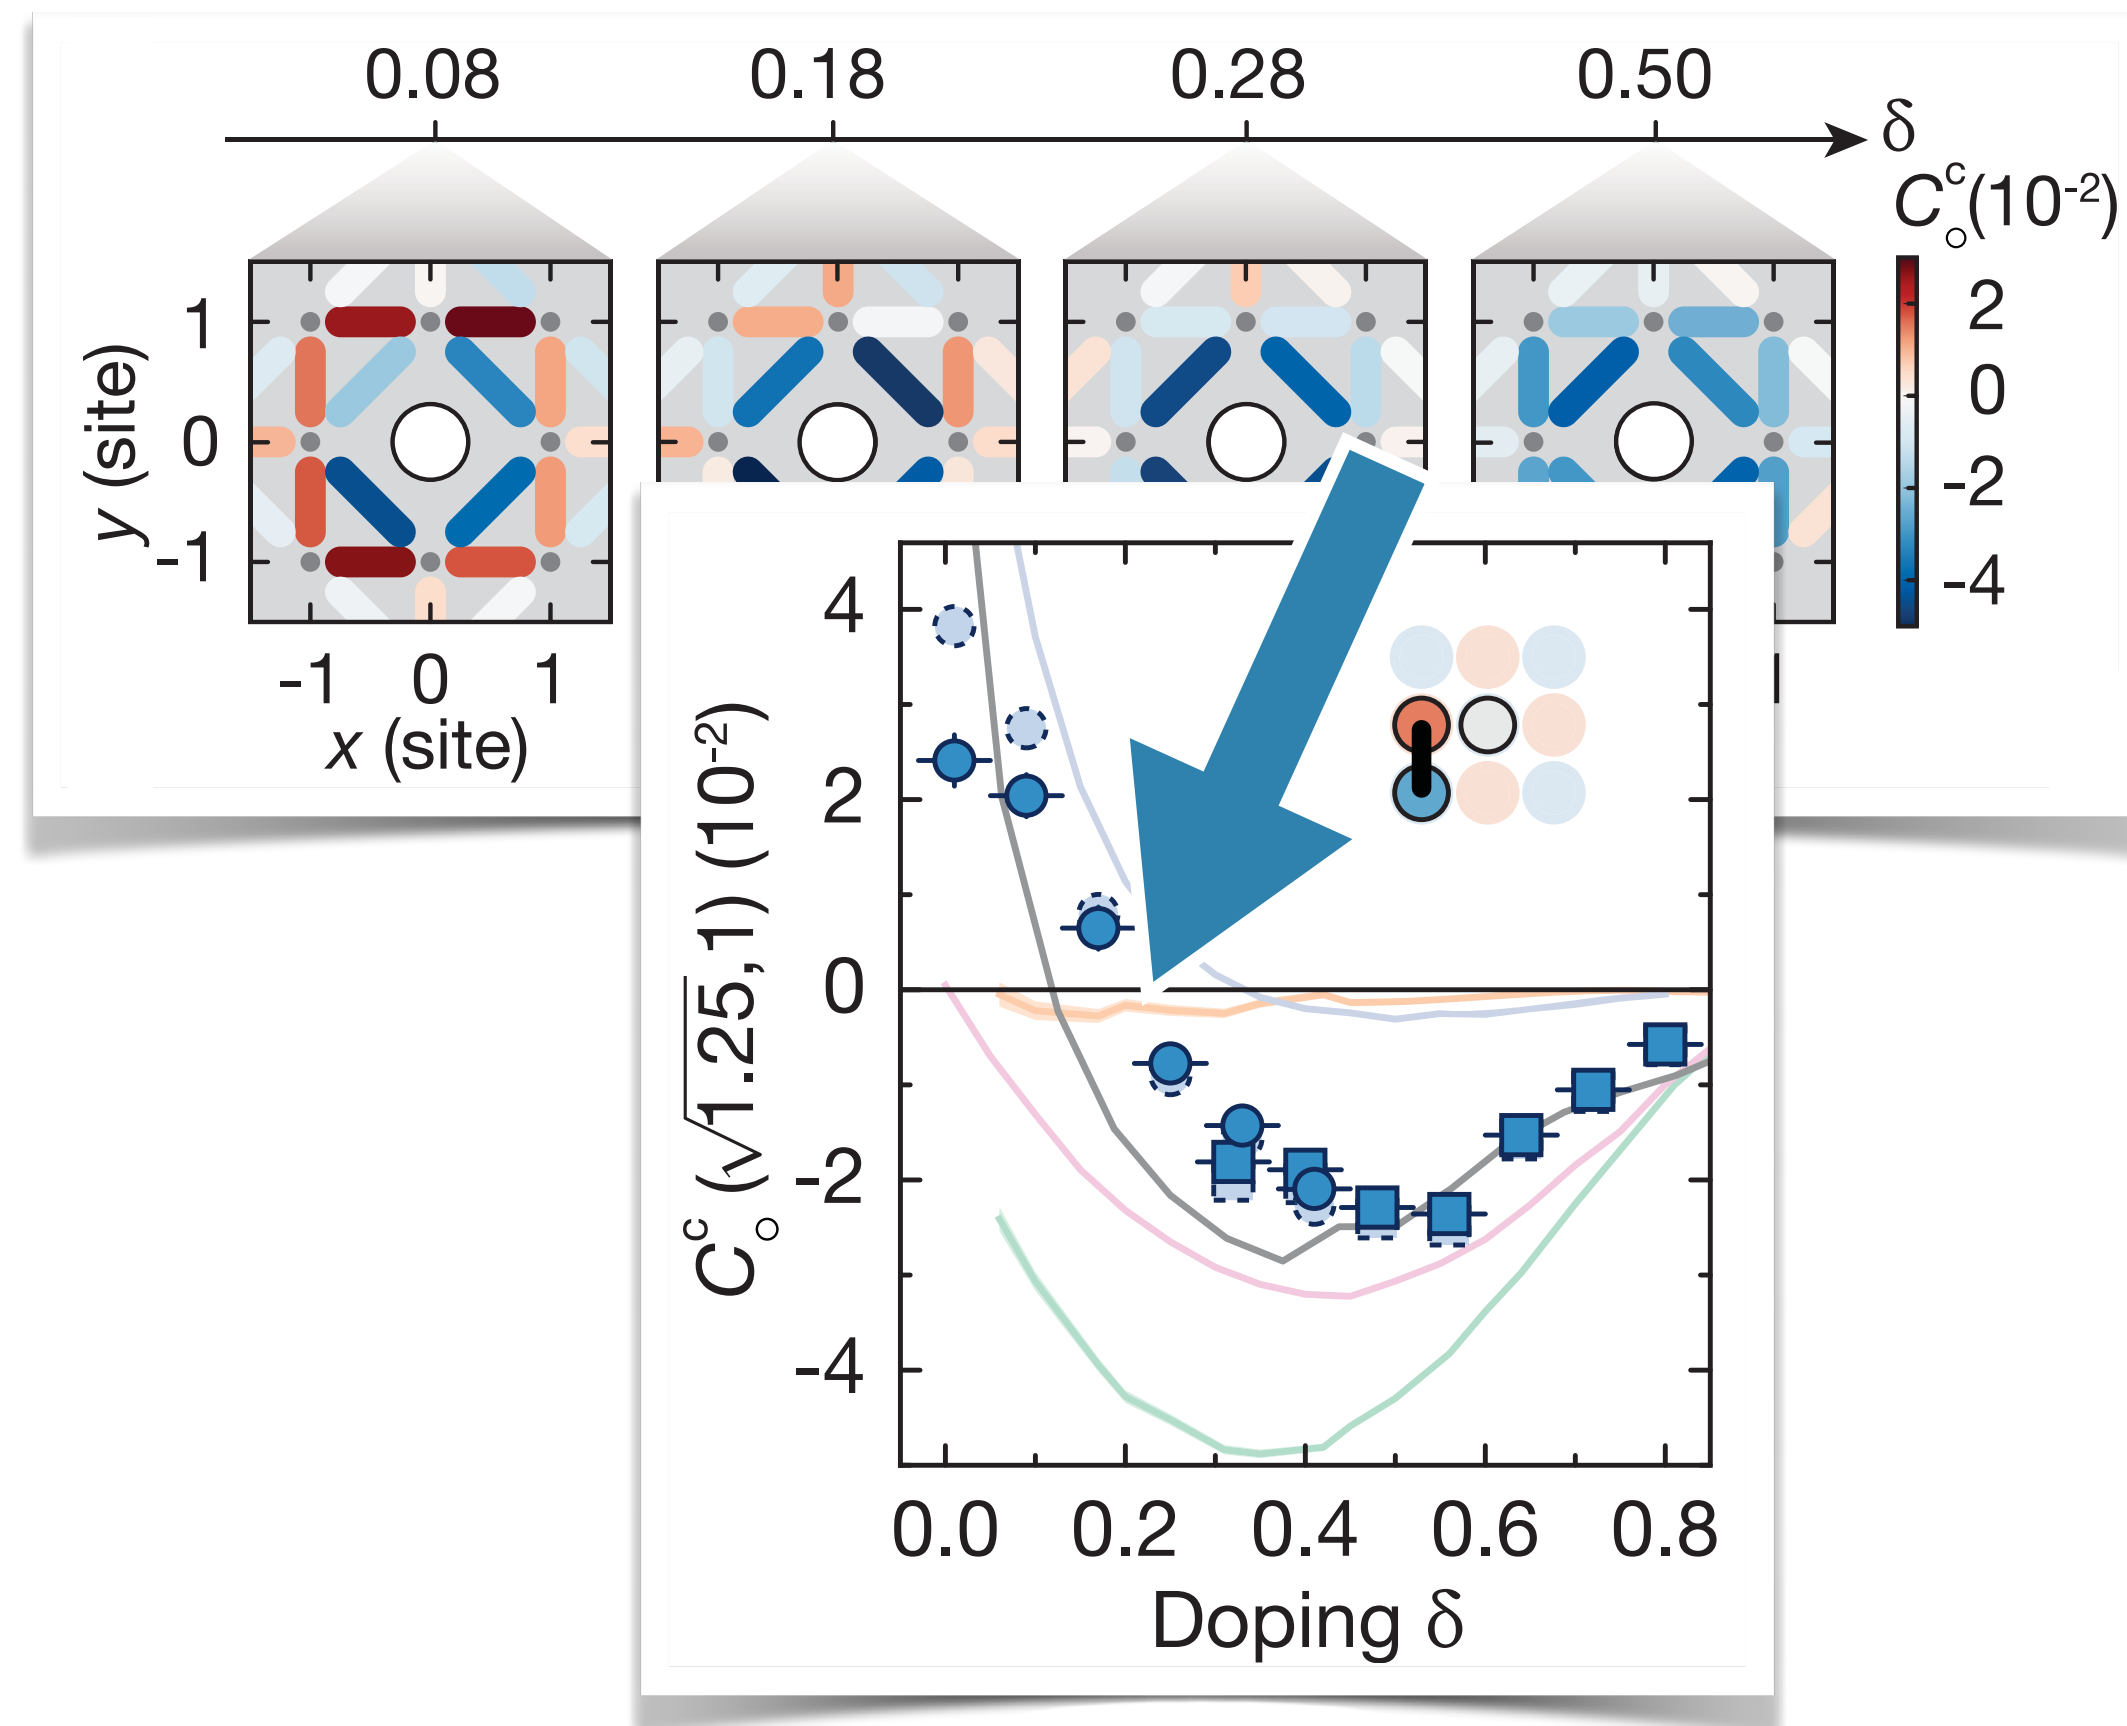 0.08 0.18 0.28 0.50
δ
C○ᶜ(10⁻²)
1
0
-1
y (site)
-1 0 1
x (site)
1
2
0
-2
-4
4
2
0
-2
-4
C○ᶜ (√1.25,1) (10⁻²)
0.0 0.2 0.4 0.6 0.8
Doping δ